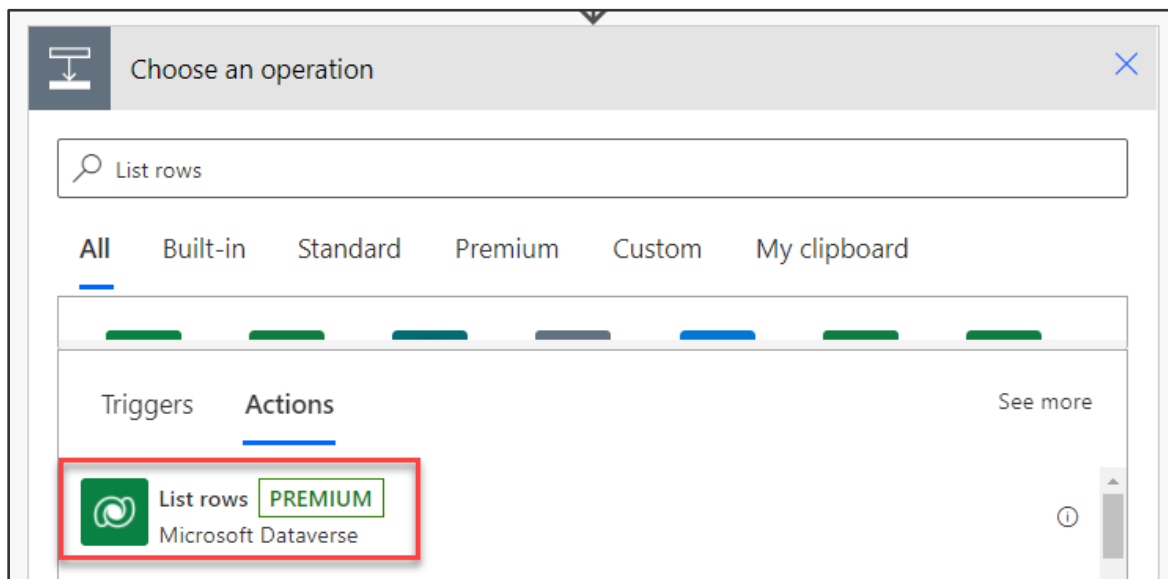 Choose an operation
List rows
All Built-in Standard Premium Custom My clipboard
Triggers Actions See more
List rows PREMIUM
Microsoft Dataverse